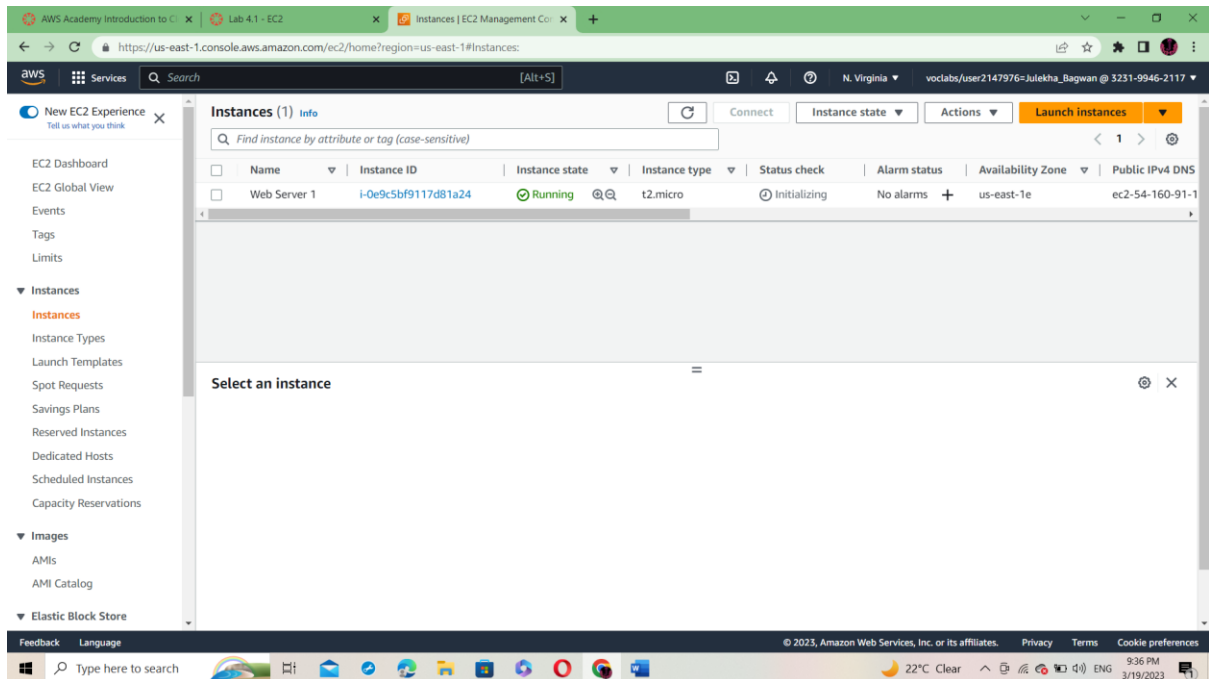 AWS Academy Introduction to Cl
Lab 4.1 - EC2
Instances | EC2 Management Con
https://us-east-1.console.aws.amazon.com/ec2/home?region=us-east-1#Instances:
aws Services Search [Alt+S] N. Virginia voclabs/user2147976=Julekha_Bagwan @ 3231-9946-2117
New EC2 Experience
Tell us what you think
EC2 Dashboard
EC2 Global View
Events
Tags
Limits
Instances
Instances
Instance Types
Launch Templates
Spot Requests
Savings Plans
Reserved Instances
Dedicated Hosts
Scheduled Instances
Capacity Reservations
Images
AMIs
AMI Catalog
Elastic Block Store
Instances (1) Info Connect Instance state Actions Launch instances
Find instance by attribute or tag (case-sensitive) 1
Name Instance ID Instance state Instance type Status check Alarm status Availability Zone Public IPv4 DNS
Web Server 1 i-0e9c5bf9117d81a24 Running t2.micro Initializing No alarms + us-east-1e ec2-54-160-91-1
Select an instance
Feedback Language © 2023, Amazon Web Services, Inc. or its affiliates. Privacy Terms Cookie preferences
Type here to search 22°C Clear ENG 9:36 PM
3/19/2023